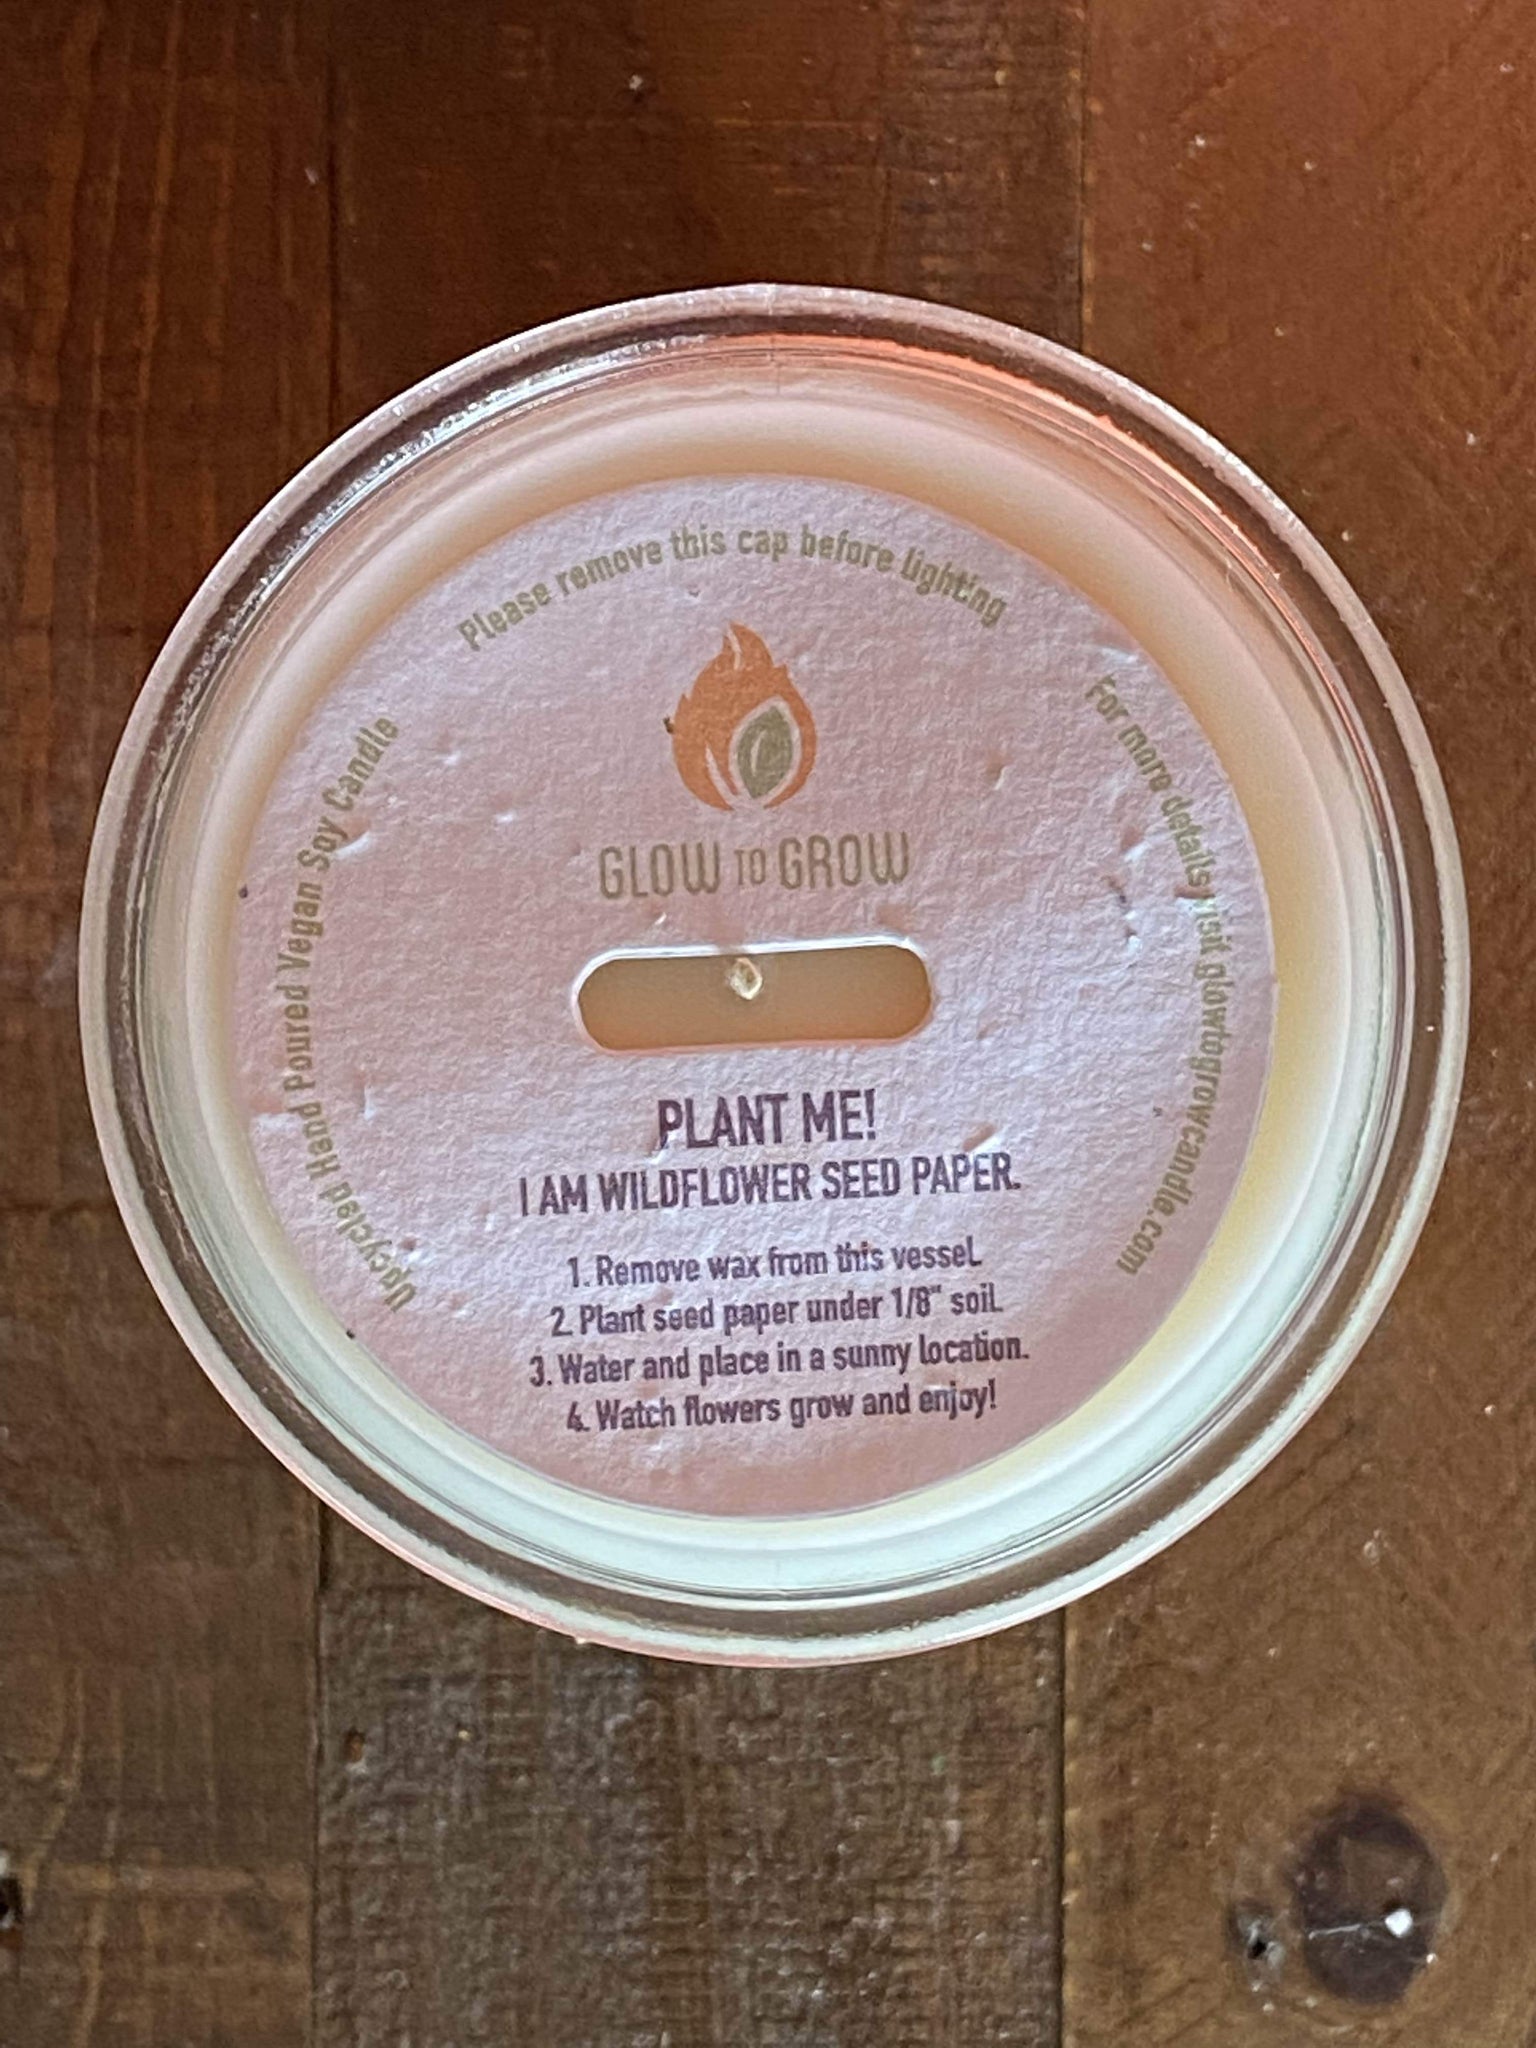 Please remove this cap before lighting
GLOW TO GROW
PLANT ME!
I AM WILDFLOWER SEED PAPER.
1. Remove wax from this vessel.
2. Plant seed paper under 1/8" soil.
3. Water and place in a sunny location.
4. Watch flowers grow and enjoy!
Upcycled Hand Poured Vegan Soy Candle
For more details visit glowtogrowcandle.com